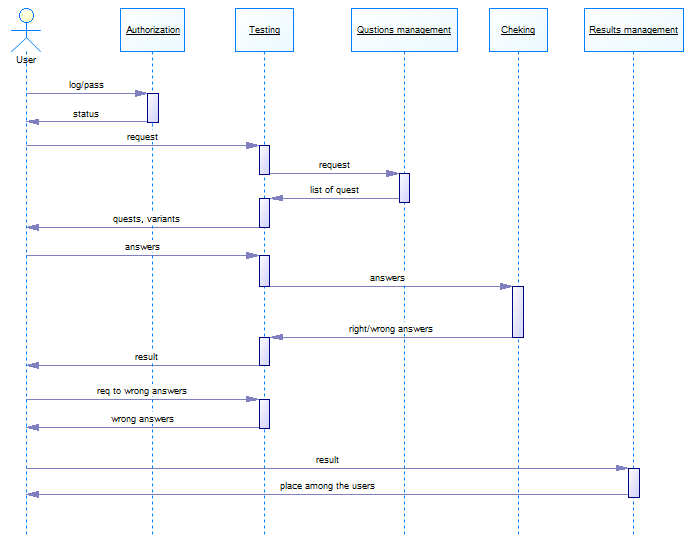 Authorization
Testing
Qustions management
Cheking
Results management
User
log/pass
status
request
request
list of quest
quests, variants
answers
answers
right/wrong answers
result
req to wrong answers
wrong answers
result
place among the users